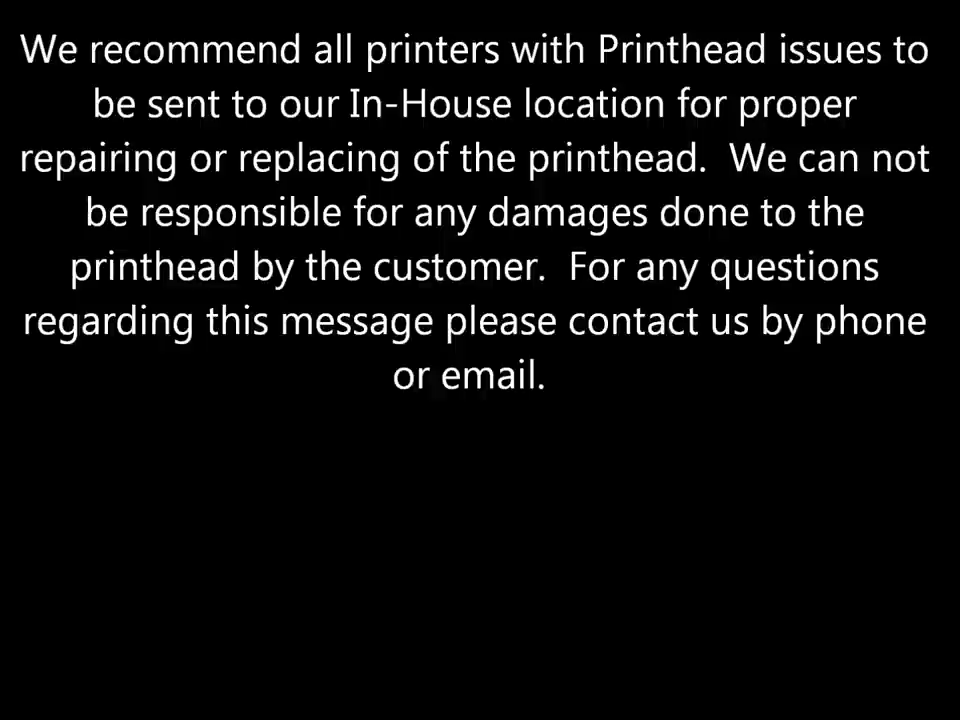 We recommend all printers with Printhead issues to
be sent to our In-House location for proper
repairing or replacing of the printhead.  We can not
be responsible for any damages done to the
printhead by the customer.  For any questions
regarding this message please contact us by phone
or email.